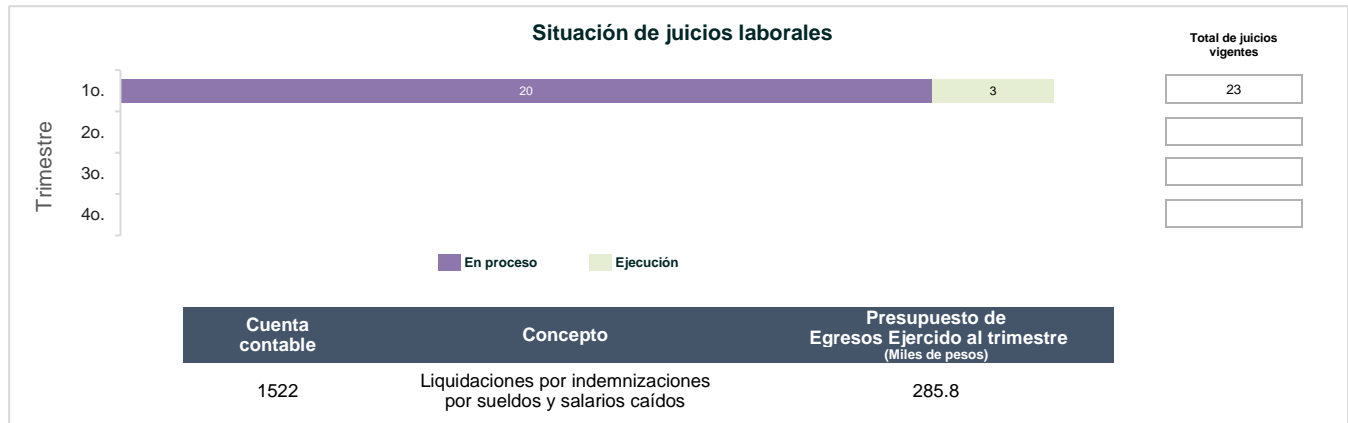 Situación de juicios laborales
Total de juicios
vigentes
Trimestre
1o.
20
3
23
2o.
3o.
4o.
En proceso
Ejecución
Cuenta
contable
Concepto
Presupuesto de
Egresos Ejercido al trimestre
(Miles de pesos)
1522
Liquidaciones por indemnizaciones
por sueldos y salarios caídos
285.8